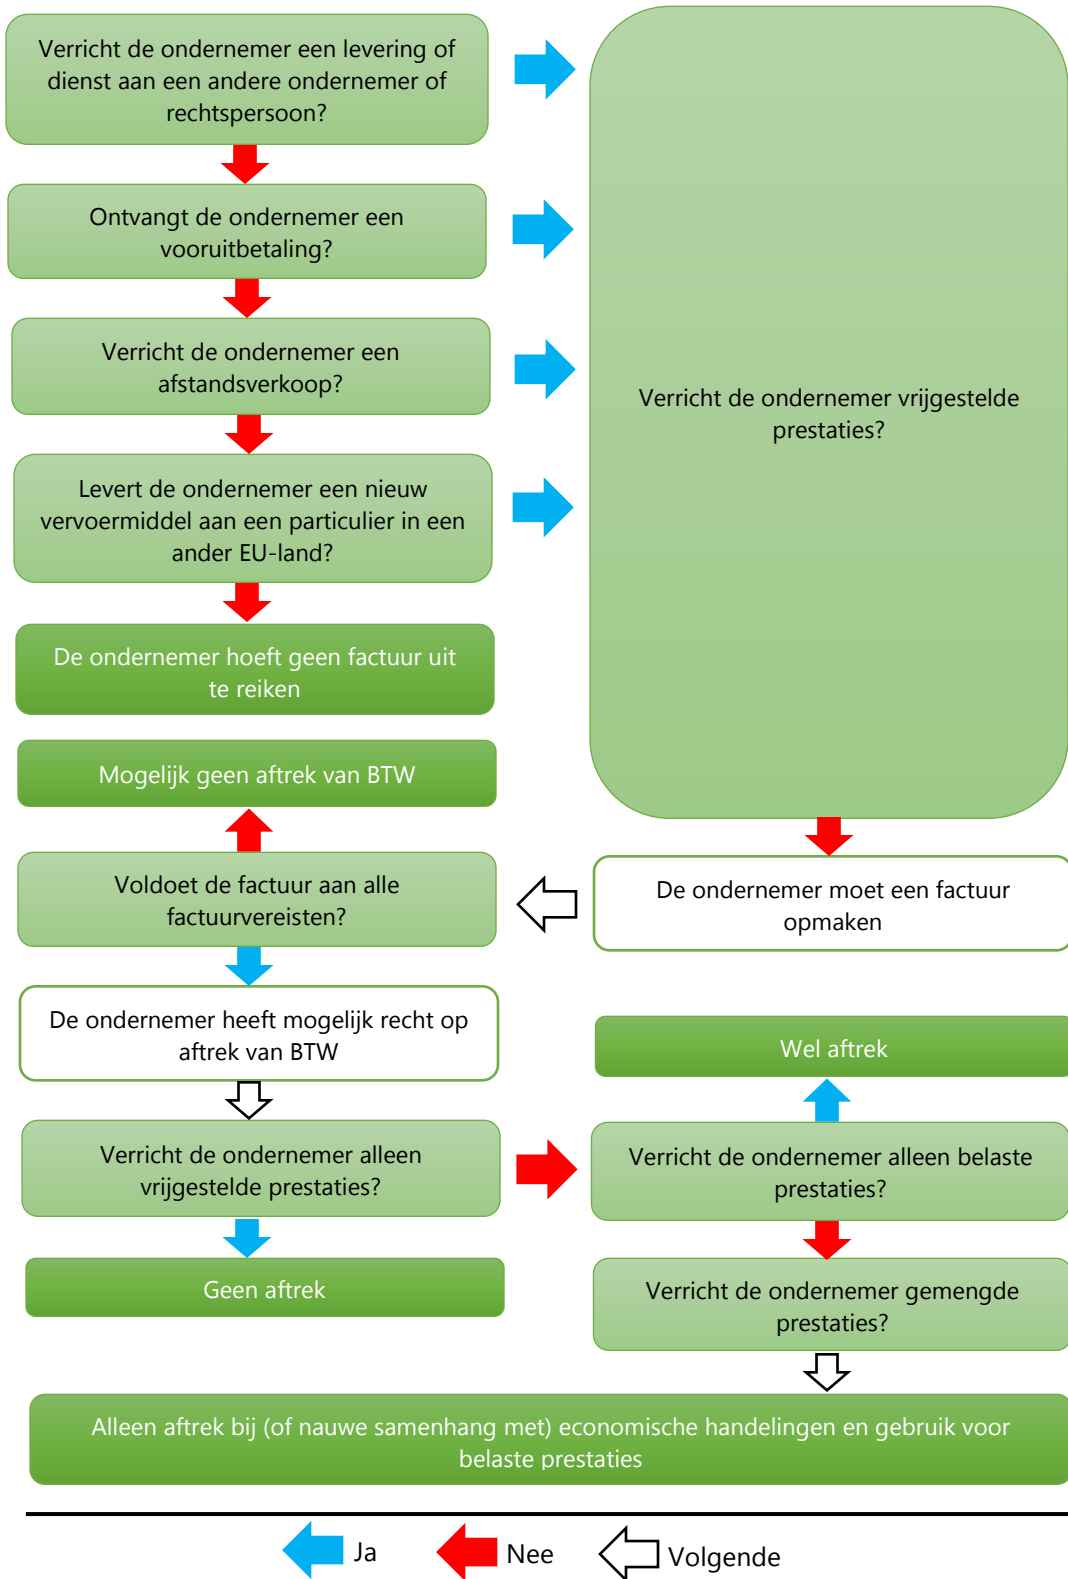 Verricht de ondernemer een levering of
dienst aan een andere ondernemer of
rechtspersoon?
Ontvangt de ondernemer een
vooruitbetaling?
Verricht de ondernemer een
afstandsverkoop?
Levert de ondernemer een nieuw
vervoermiddel aan een particulier in een
ander EU-land?
De ondernemer hoeft geen factuur uit
te reiken
Verricht de ondernemer vrijgestelde
prestaties?
De ondernemer moet een factuur
opmaken
Mogelijk geen aftrek van BTW
Voldoet de factuur aan alle
factuurvereisten?
De ondernemer heeft mogelijk recht op
aftrek van BTW
Verricht de ondernemer alleen
vrijgestelde prestaties?
Geen aftrek
Wel aftrek
Verricht de ondernemer alleen belaste
prestaties?
Verricht de ondernemer gemengde
prestaties?
Alleen aftrek bij (of nauwe samenhang met) economische handelingen en gebruik voor
belaste prestaties
Ja
Nee
Volgende